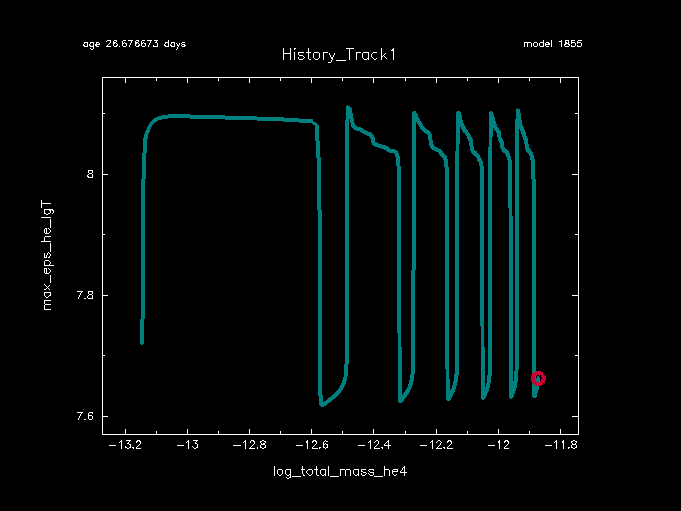 age 26.676673 days
model 1855
History_Track1
8
7.8
7.6
max_eps_he_lgT
−13.2 −13 −12.8 −12.6 −12.4 −12.2 −12 −11.8
log_total_mass_he4